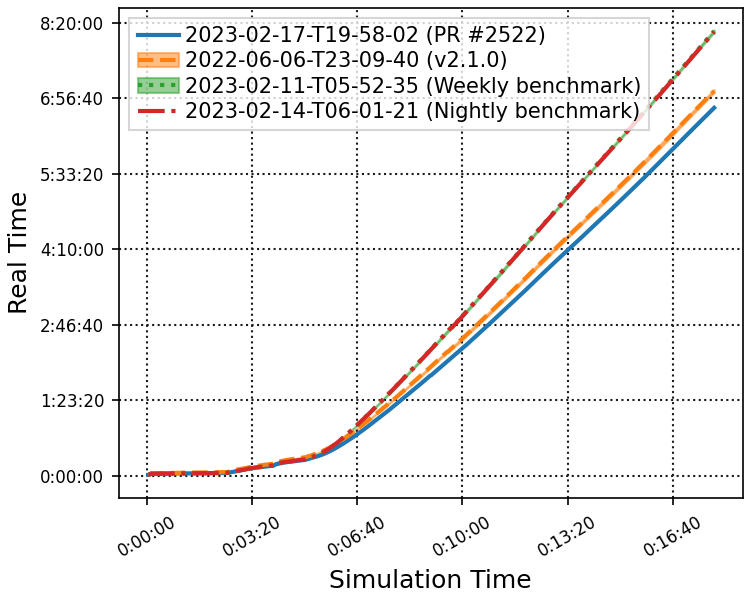 8:20:00
6:56:40
5:33:20
4:10:00
2:46:40
1:23:20
0:00:00
Real Time
2023-02-17-T19-58-02 (PR #2522)
2022-06-06-T23-09-40 (v2.1.0)
2023-02-11-T05-52-35 (Weekly benchmark)
2023-02-14-T06-01-21 (Nightly benchmark)
0:00:00
0:03:20
0:06:40
0:10:00
0:13:20
0:16:40
Simulation Time